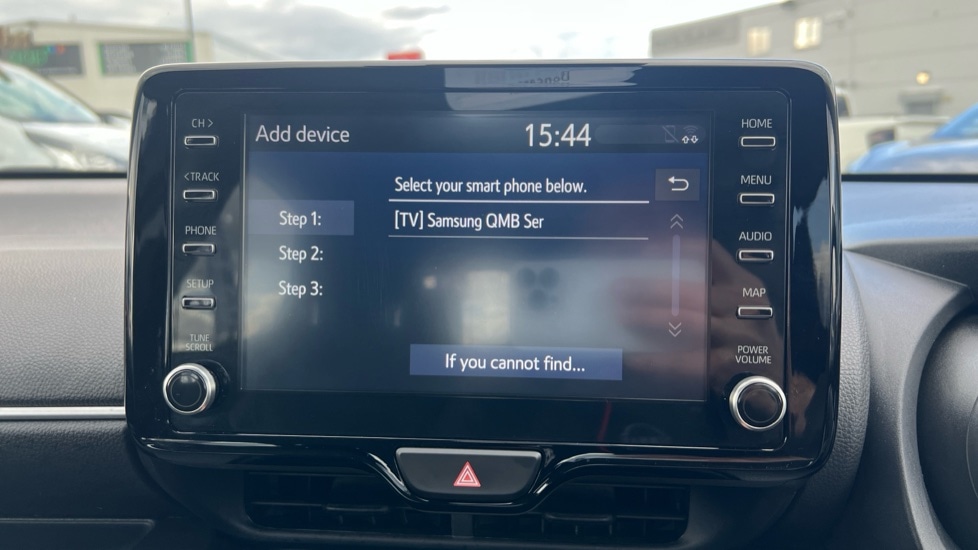 CH >
< TRACK
PHONE
SETUP
TUNE
SCROLL
Add device
15:44
Select your smart phone below.
Step 1:
[TV] Samsung QMB Ser
Step 2:
Step 3:
If you cannot find...
HOME
MENU
AUDIO
MAP
POWER
VOLUME